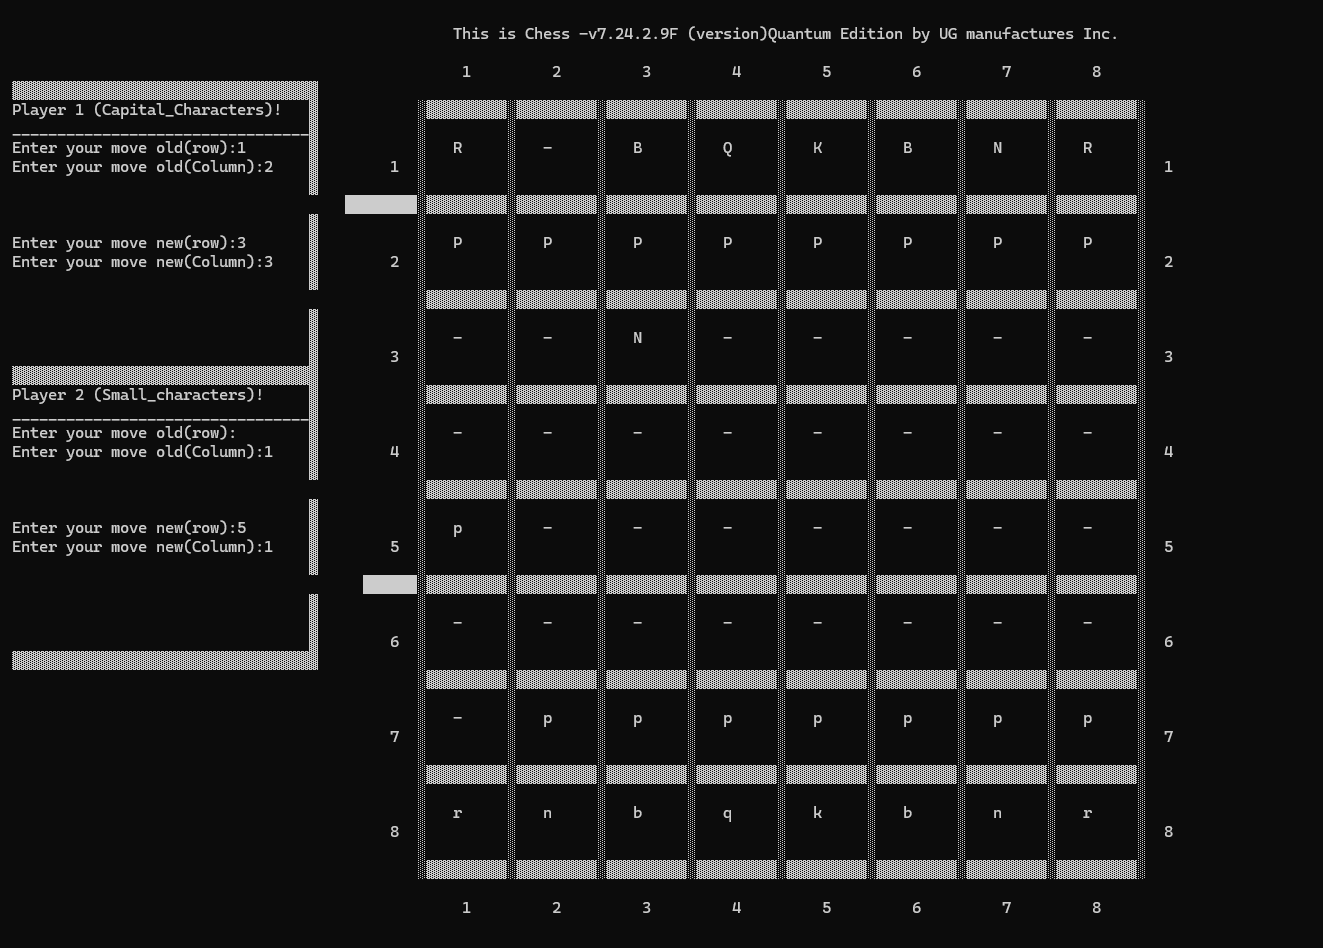 This is Chess -v7.24.2.9F (version)Quantum Edition by UG manufactures Inc.
1 2 3 4 5 6 7 8
Player 1 (Capital_Characters)!
_________________________________
Enter your move old(row):1
Enter your move old(Column):2
Enter your move new(row):3
Enter your move new(Column):3
Player 2 (Small_characters)!
_________________________________
Enter your move old(row):
Enter your move old(Column):1
Enter your move new(row):5
Enter your move new(Column):1
R - B Q K B N R
1 1
P P P P P P P P
2 2
- - N - - - - -
3 3
- - - - - - - -
4 4
p - - - - - - -
5 5
- - - - - - - -
6 6
- p p p p p p p
7 7
r n b q k b n r
8 8
1 2 3 4 5 6 7 8